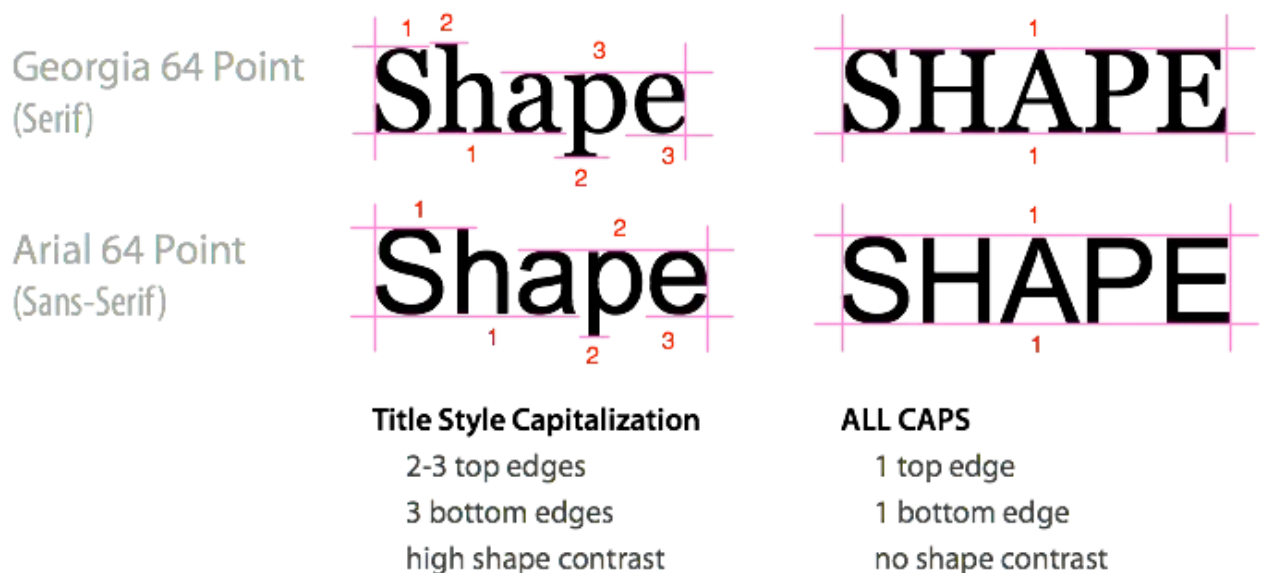 Georgia 64 Point
(Serif)
1 2 3
Shape
1 2 3
1
SHAPE
1
Arial 64 Point
(Sans-Serif)
1 2
Shape
1 2 3
1
SHAPE
1
Title Style Capitalization
2-3 top edges
3 bottom edges
high shape contrast
ALL CAPS
1 top edge
1 bottom edge
no shape contrast